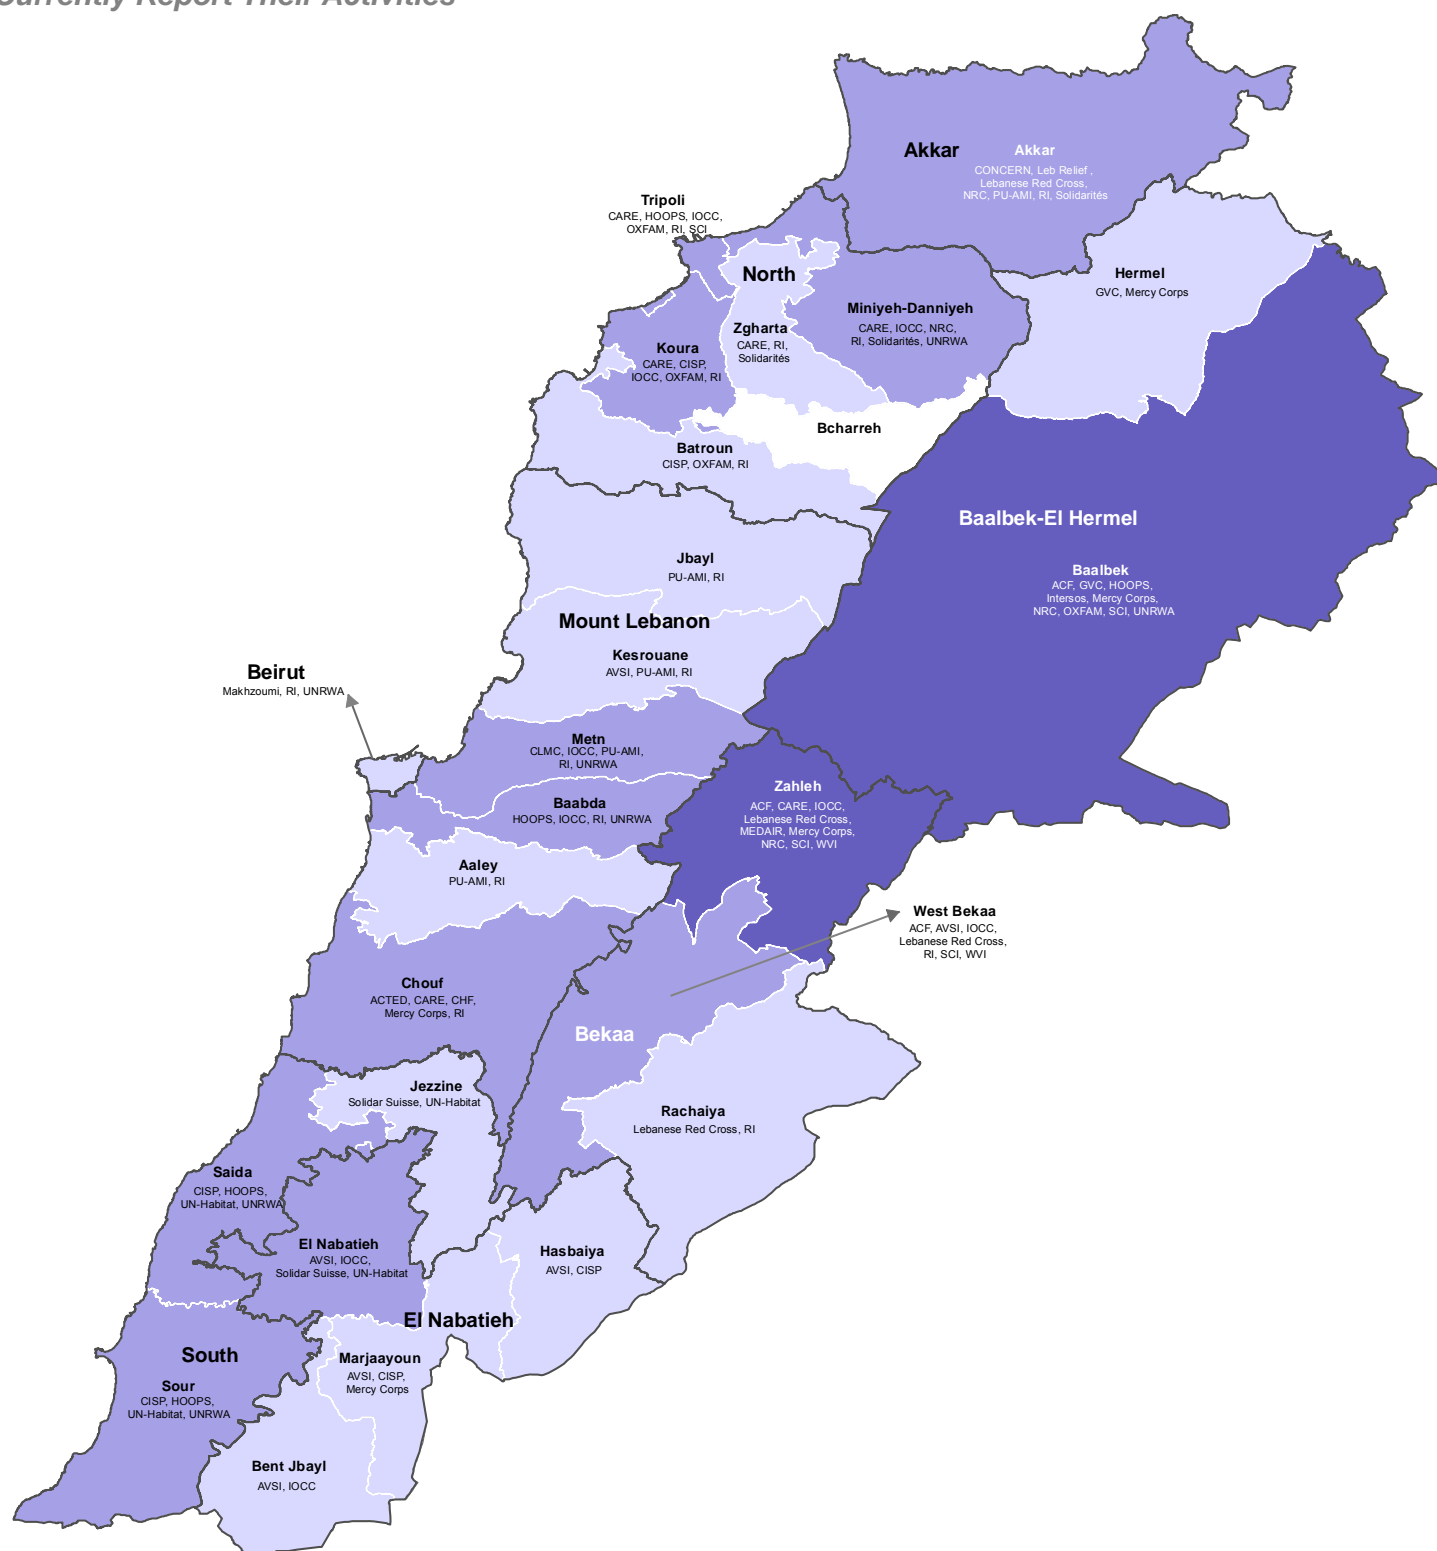 Currently Report Their Activities
Akkar
Akkar
CONCERN, Leb Relief ,
Lebanese Red Cross,
NRC, PU-AMI, RI, Solidarités
Tripoli
CARE, HOOPS, IOCC,
OXFAM, RI, SCI
North
Hermel
GVC, Mercy Corps
Miniyeh-Danniyeh
CARE, IOCC, NRC,
RI, Solidarités, UNRWA
Zgharta
CARE, RI,
Solidarités
Koura
CARE, CISP,
IOCC, OXFAM, RI
Bcharreh
Batroun
CISP, OXFAM, RI
Baalbek-El Hermel
Baalbek
ACF, GVC, HOOPS,
Intersos, Mercy Corps,
NRC, OXFAM, SCI, UNRWA
Jbayl
PU-AMI, RI
Mount Lebanon
Kesrouane
AVSI, PU-AMI, RI
Beirut
Makhzoumi, RI, UNRWA
Metn
CLMC, IOCC, PU-AMI,
RI, UNRWA
Baabda
HOOPS, IOCC, RI, UNRWA
Zahleh
ACF, CARE, IOCC,
Lebanese Red Cross,
MEDAIR, Mercy Corps,
NRC, SCI, WVI
Aaley
PU-AMI, RI
West Bekaa
ACF, AVSI, IOCC,
Lebanese Red Cross,
RI, SCI, WVI
Chouf
ACTED, CARE, CHF,
Mercy Corps, RI
Bekaa
Jezzine
Solidar Suisse, UN-Habitat
Rachaiya
Lebanese Red Cross, RI
Saida
CISP, HOOPS,
UN-Habitat, UNRWA
El Nabatieh
AVSI, IOCC,
Solidar Suisse, UN-Habitat
Hasbaiya
AVSI, CISP
El Nabatieh
South
Sour
CISP, HOOPS,
UN-Habitat, UNRWA
Marjaayoun
AVSI, CISP,
Mercy Corps
Bent Jbayl
AVSI, IOCC